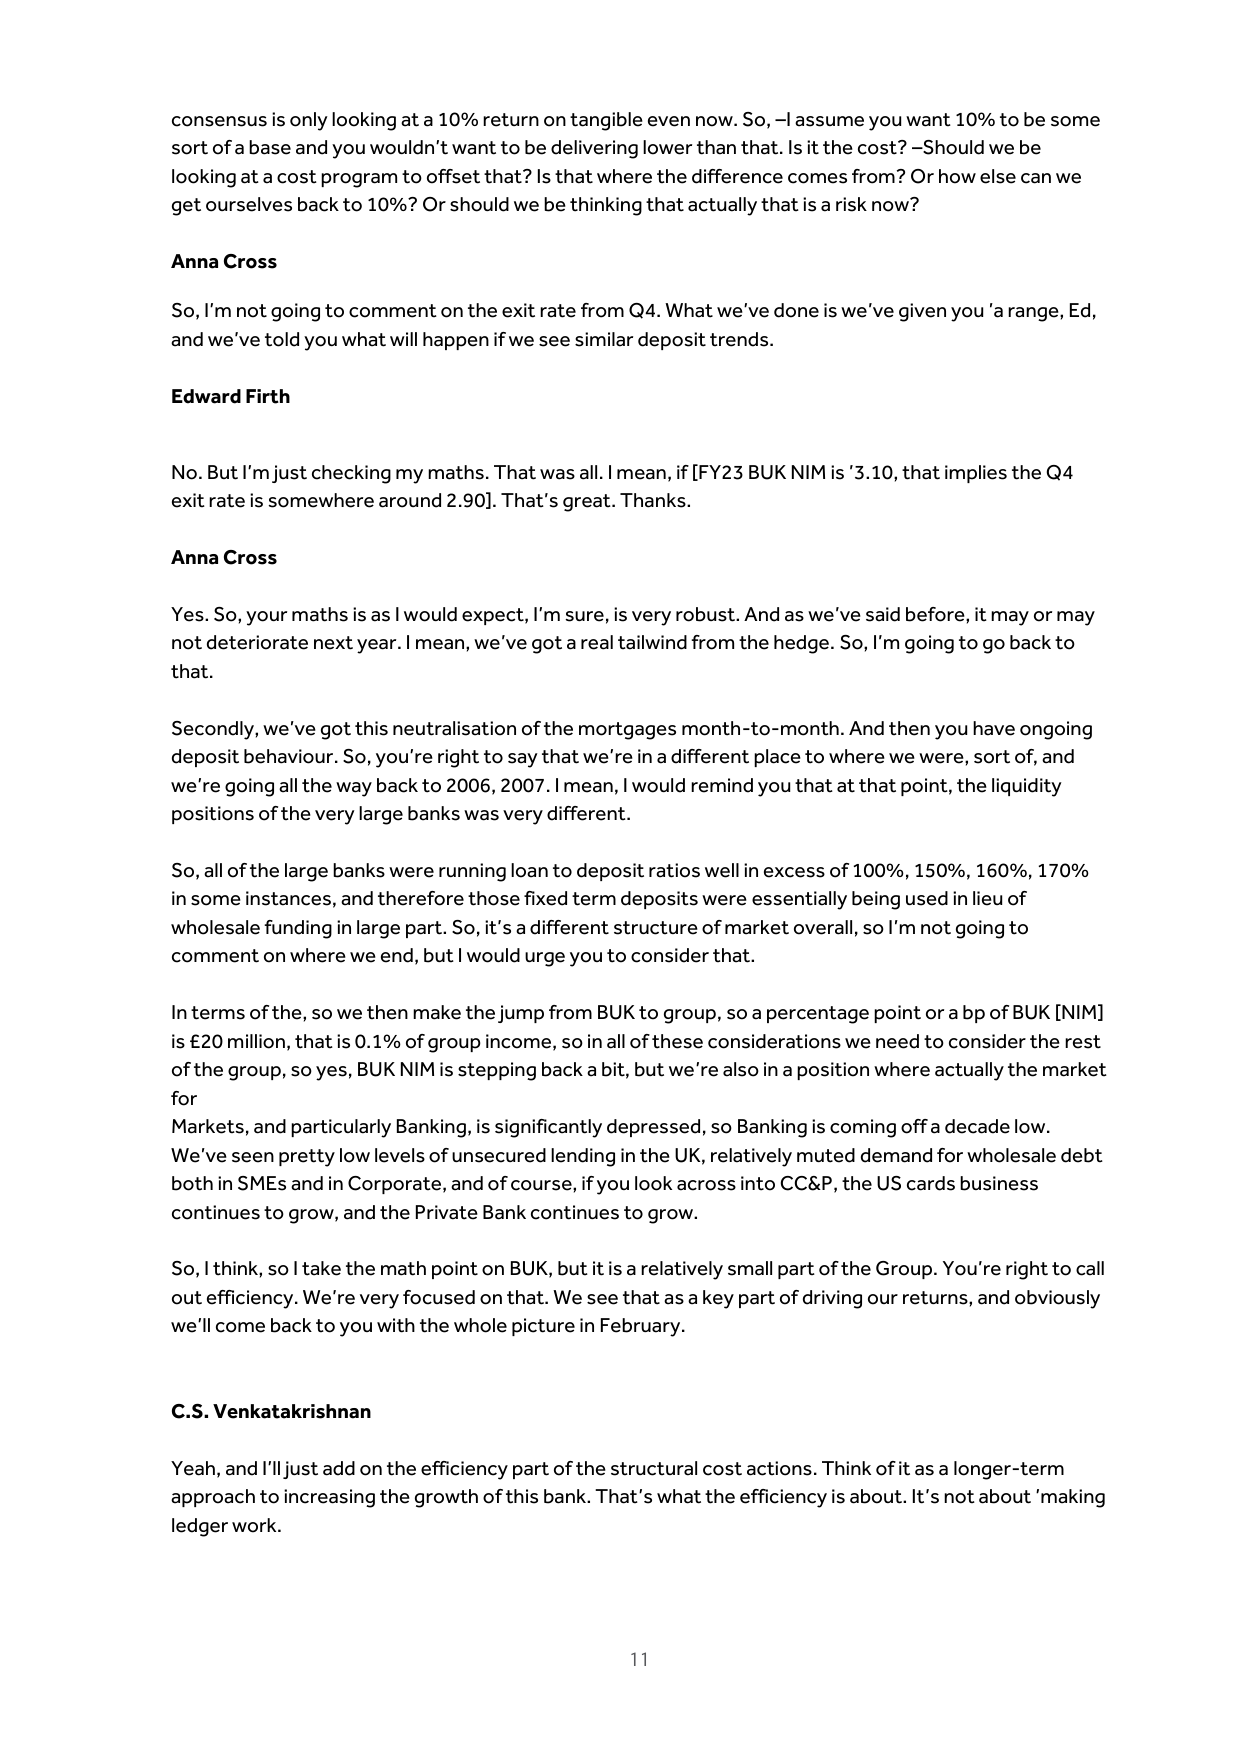 consensus is only looking at a 10% return on tangible even now. So, –I assume you want 10% to be some
sort of a base and you wouldn't want to be delivering lower than that. Is it the cost? –Should we be
looking at a cost program to offset that? Is that where the difference comes from? Or how else can we
get ourselves back to 10%? Or should we be thinking that actually that is a risk now?
Anna Cross
So, I'm not going to comment on the exit rate from Q4. What we've done is we've given you 'a range, Ed,
and we've told you what will happen if we see similar deposit trends.
Edward Firth
No. But I'm just checking my maths. That was all. I mean, if [FY23 BUK NIM is '3.10, that implies the Q4
exit rate is somewhere around 2.90]. That's great. Thanks.
Anna Cross
Yes. So, your maths is as I would expect, I'm sure, is very robust. And as we've said before, it may or may
not deteriorate next year. I mean, we've got a real tailwind from the hedge. So, I'm going to go back to
that.
Secondly, we've got this neutralisation of the mortgages month-to-month. And then you have ongoing
deposit behaviour. So, you're right to say that we're in a different place to where we were, sort of, and
we're going all the way back to 2006, 2007. I mean, I would remind you that at that point, the liquidity
positions of the very large banks was very different.
So, all of the large banks were running loan to deposit ratios well in excess of 100%, 150%, 160%, 170%
in some instances, and therefore those fixed term deposits were essentially being used in lieu of
wholesale funding in large part. So, it's a different structure of market overall, so I'm not going to
comment on where we end, but I would urge you to consider that.
In terms of the, so we then make the jump from BUK to group, so a percentage point or a bp of BUK [NIM]
is £20 million, that is 0.1% of group income, so in all of these considerations we need to consider the rest
of the group, so yes, BUK NIM is stepping back a bit, but we're also in a position where actually the market
for
Markets, and particularly Banking, is significantly depressed, so Banking is coming off a decade low.
We've seen pretty low levels of unsecured lending in the UK, relatively muted demand for wholesale debt
both in SMEs and in Corporate, and of course, if you look across into CC&P, the US cards business
continues to grow, and the Private Bank continues to grow.
So, I think, so I take the math point on BUK, but it is a relatively small part of the Group. You're right to call
out efficiency. We're very focused on that. We see that as a key part of driving our returns, and obviously
we'll come back to you with the whole picture in February.
C.S. Venkatakrishnan
Yeah, and I'll just add on the efficiency part of the structural cost actions. Think of it as a longer-term
approach to increasing the growth of this bank. That's what the efficiency is about. It's not about 'making
ledger work.
11